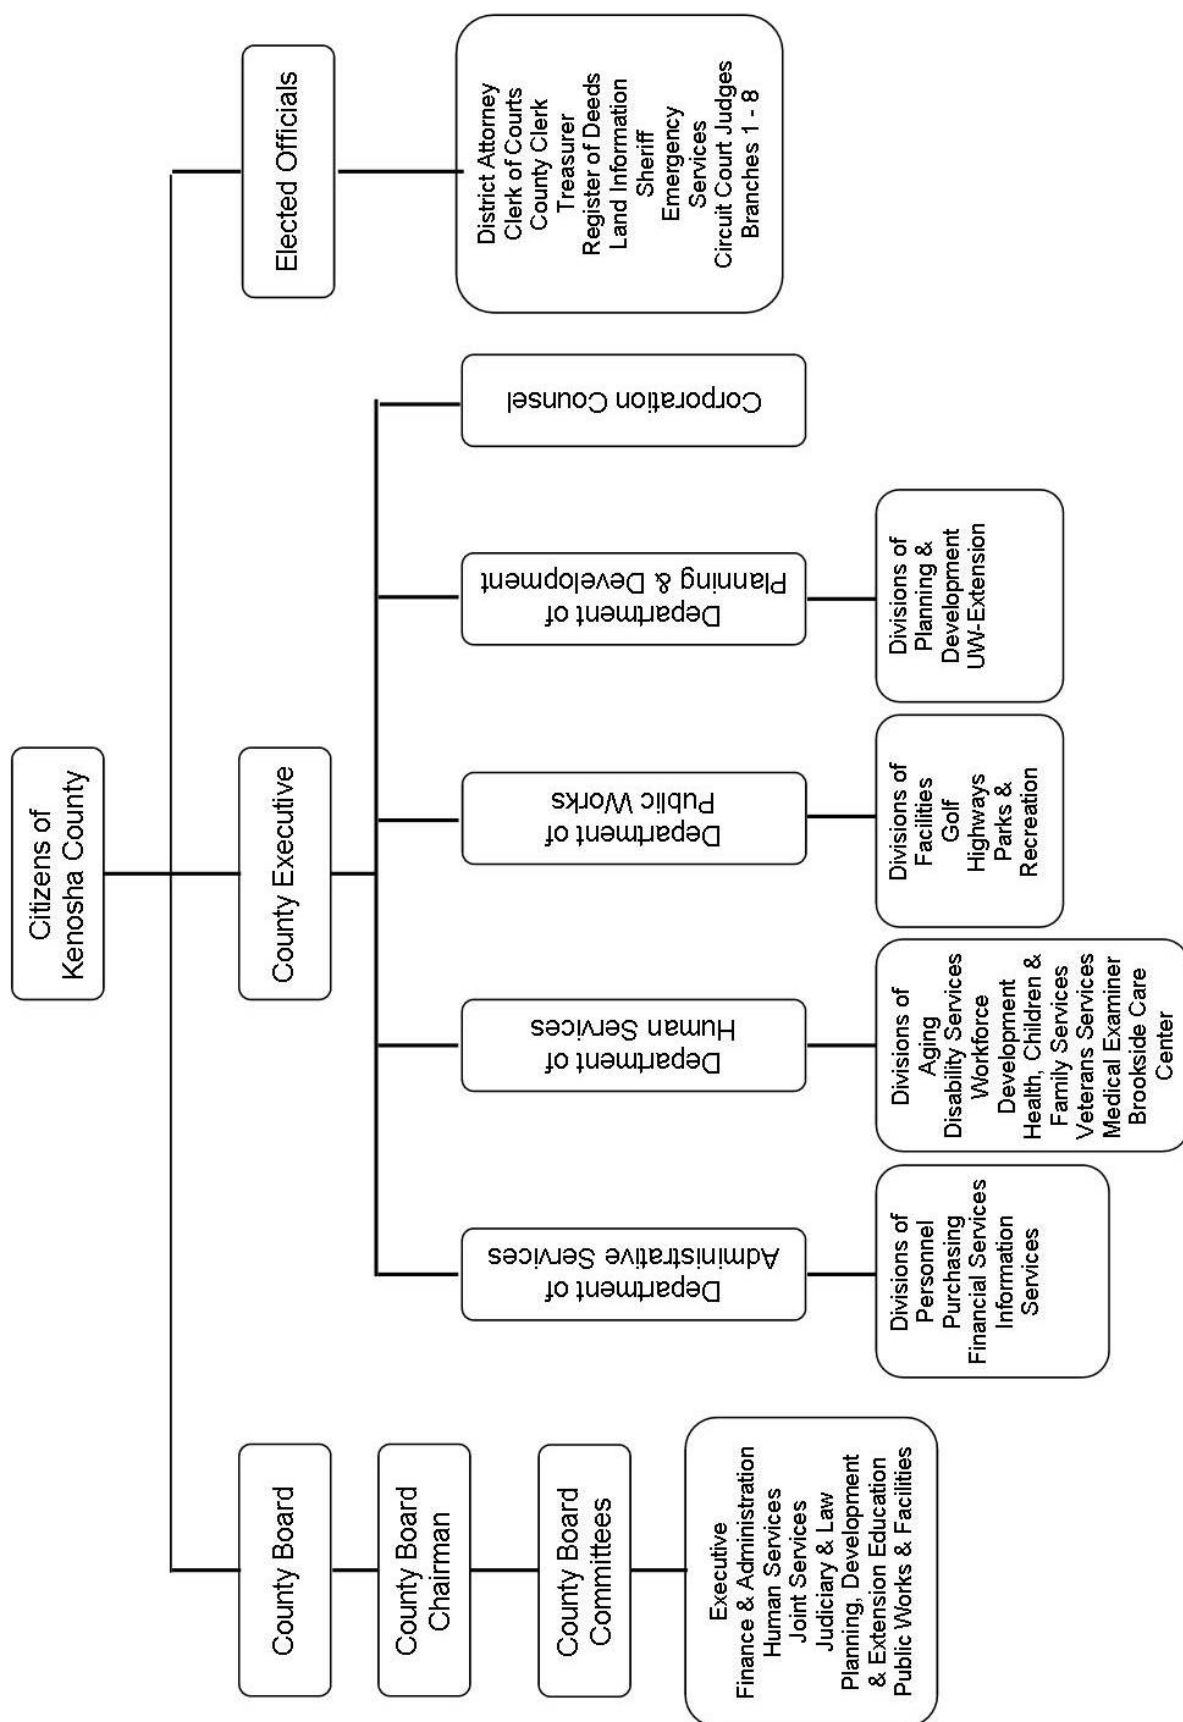 Citizens of
Kenosha County
County Board
County Executive
Elected Officials
County Board
Chairman
County Board
Committees
Executive
Finance & Administration
Human Services
Joint Services
Judiciary & Law
Planning, Development
& Extension Education
Public Works & Facilities
Department of
Administrative Services
Department of
Human Services
Department of
Public Works
Department of
Planning & Development
Corporation Counsel
District Attorney
Clerk of Courts
County Clerk
Treasurer
Register of Deeds
Land Information
Sheriff
Emergency
Services
Circuit Court Judges
Branches 1 - 8
Divisions of
Personnel
Purchasing
Financial Services
Information
Services
Divisions of
Aging
Disability Services
Workforce
Development
Health, Children &
Family Services
Veterans Services
Medical Examiner
Brookside Care
Center
Divisions of
Facilities
Golf
Highways
Parks &
Recreation
Divisions of
Planning &
Development
UW-Extension